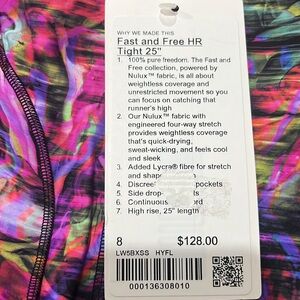 WHY WE MADE THIS
Fast and Free HR
Tight 25"
1. 100% pure freedom. The Fast and
Free collection, powered by
Nulux™ fabric, is all about
weightless coverage and
unrestricted movement so you
can focus on catching that
runner's high
2. Our Nulux™ fabric with
engineered four-way stretch
provides weightless coverage
that's quick-drying,
sweat-wicking, and feels cool
and sleek
3. Added Lycra® fibre for stretch
and shape
4. Discreet pockets
5. Side drop-
6. Continuous
7. High rise, 25" length
8 $128.00
LW5BXSS HYFL
000136308010